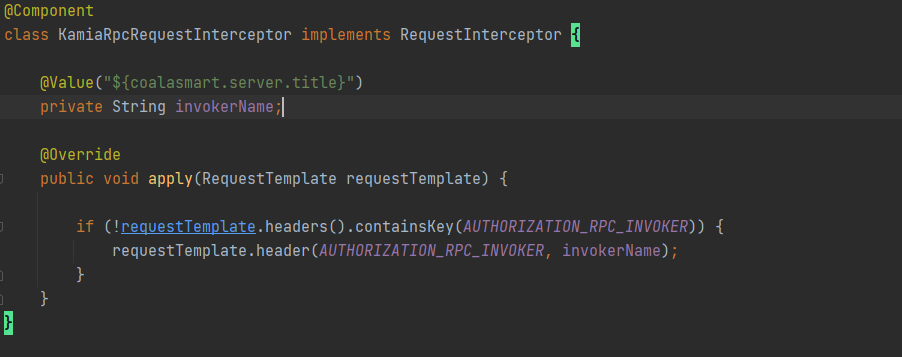 @Component
class KamiaRpcRequestInterceptor implements RequestInterceptor {
@Value("${coalasmart.server.title}")
private String invokerName;
@Override
public void apply(RequestTemplate requestTemplate) {
if (!requestTemplate.headers().containsKey(AUTHORIZATION_RPC_INVOKER)) {
requestTemplate.header(AUTHORIZATION_RPC_INVOKER, invokerName);
}
}
}